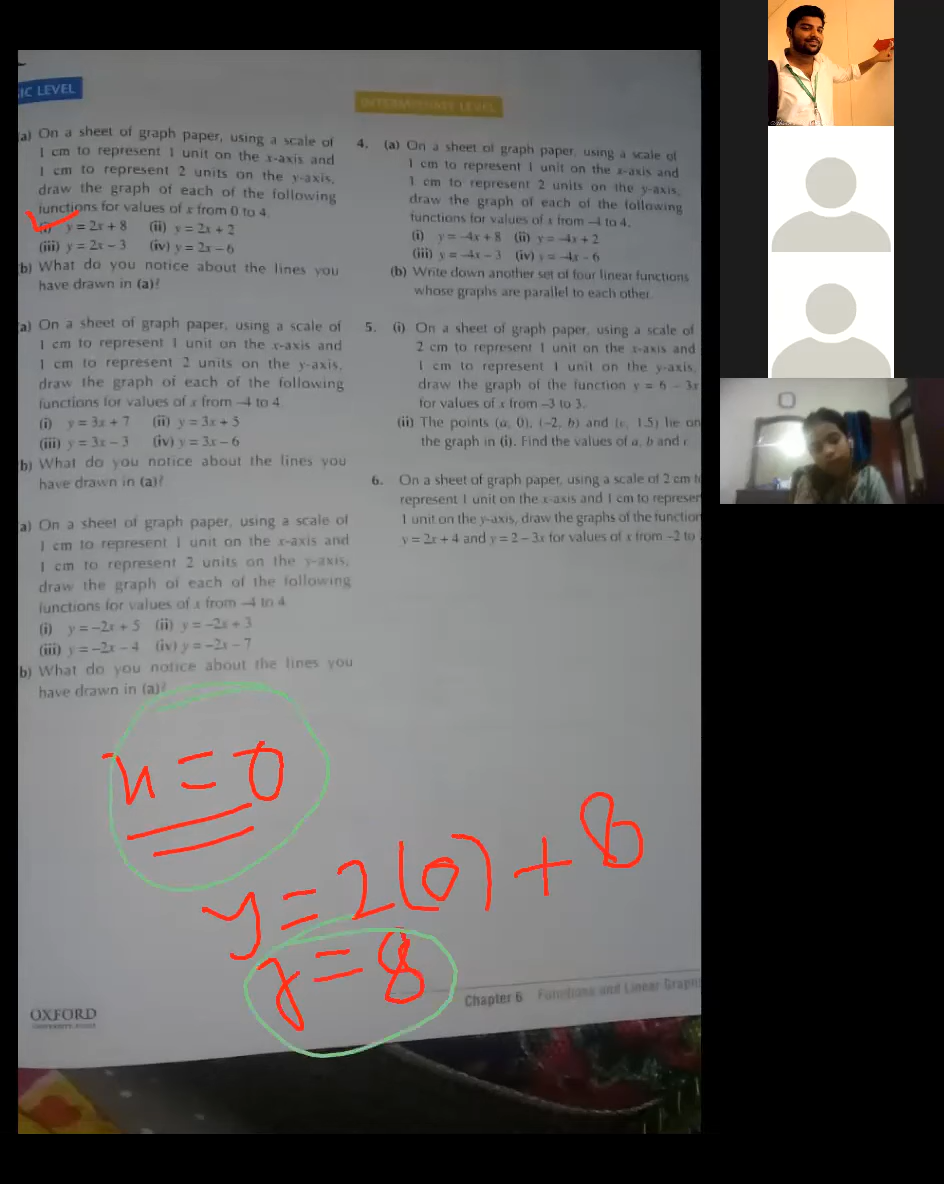 IC LEVEL
a) On a sheet of graph paper, using a scale of
1 cm to represent 1 unit on the x-axis and
1 cm to represent 2 units on the y-axis,
draw the graph of each of the following
functions for values of x from 0 to 4.
(i) y = 2x + 8 (ii) y = 2x + 2
(iii) y = 2x − 3 (iv) y = 2x − 6
b) What do you notice about the lines you
have drawn in (a)?
a) On a sheet of graph paper, using a scale of
1 cm to represent 1 unit on the x-axis and
1 cm to represent 2 units on the y-axis,
draw the graph of each of the following
functions for values of x from −4 to 4.
(i) y = 3x + 7 (ii) y = 3x + 5
(iii) y = 3x − 3 (iv) y = 3x − 6
b) What do you notice about the lines you
have drawn in (a)?
a) On a sheet of graph paper, using a scale of
1 cm to represent 1 unit on the x-axis and
1 cm to represent 2 units on the y-axis,
draw the graph of each of the following
functions for values of x from −4 to 4.
(i) y = −2x + 5 (ii) y = −2x + 3
(iii) y = −2x − 4 (iv) y = −2x − 7
b) What do you notice about the lines you
have drawn in (a)?
INTERMEDIATE LEVEL
4. (a) On a sheet of graph paper, using a scale of
1 cm to represent 1 unit on the x-axis and
1 cm to represent 2 units on the y-axis,
draw the graph of each of the following
functions for values of x from −4 to 4.
(i) y = −4x + 8 (ii) y = −4x + 2
(iii) y = −4x − 3 (iv) y = −4x − 6
(b) Write down another set of four linear functions
whose graphs are parallel to each other.
5. (i) On a sheet of graph paper, using a scale of
2 cm to represent 1 unit on the x-axis and
1 cm to represent 1 unit on the y-axis,
draw the graph of the function y = 6 − 3x
for values of x from −3 to 3.
(ii) The points (a, 0), (−2, b) and (c, 1.5) lie on
the graph in (i). Find the values of a, b and c.
6. On a sheet of graph paper, using a scale of 2 cm t
represent 1 unit on the x-axis and 1 cm to represen
1 unit on the y-axis, draw the graphs of the function
y = 2x + 4 and y = 2 − 3x for values of x from −2 to
x = 0
y = 2(0) + 8
y = 8
Chapter 6 Functions and Linear Graph
OXFORD
UNIVERSITY PRESS